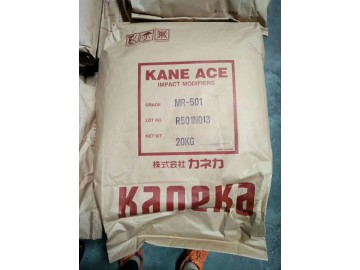 KANE ACE
IMPACT MODIFIERS
GRADE MR-501
LOT NO R501N013
NET WT 20KG
株式会社 カネカ
kaneka